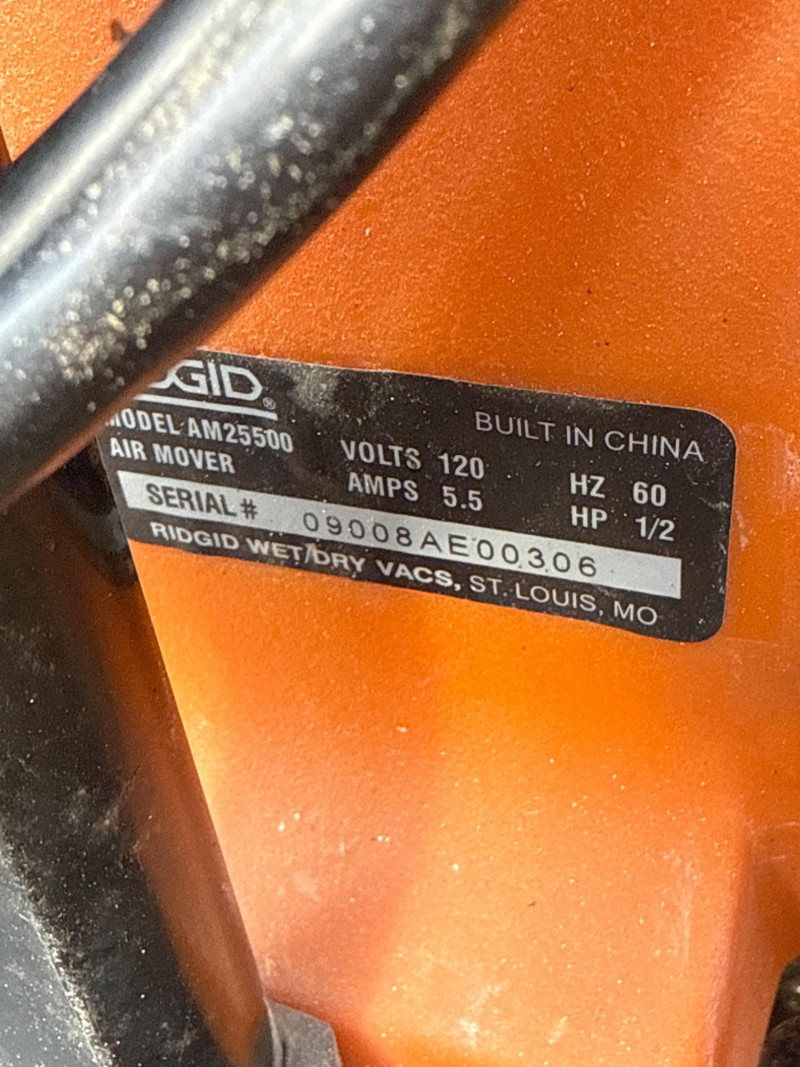 RIDGID®
BUILT IN CHINA
MODEL AM25500
AIR MOVER
VOLTS 120
AMPS 5.5
HZ 60
HP 1/2
SERIAL# 09008AE00306
RIDGID WET/DRY VACS, ST. LOUIS, MO